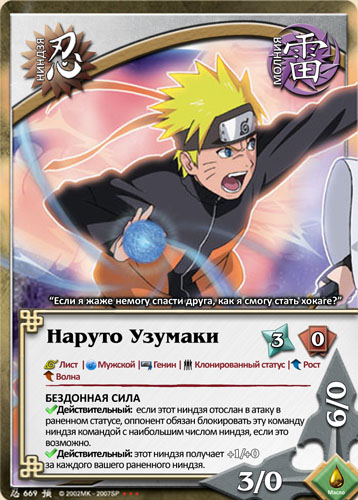 НИНДЗЯ 忍
МОЛНИЯ 雷
"Если я жаже немогу спасти друга, как я смогу стать хокаге?"
Наруто Узумаки
3 0
Лист | Мужской | Генин | Клонированный статус | Рост
Волна
БЕЗДОННАЯ СИЛА
Действительный: если этот ниндзя отослан в атаку в
раненном статусе, оппонент обязан блокировать эту команду
ниндзя командой с наибольшим числом ниндзя, если это
возможно.
Действительный: этот ниндзя получает +1/+0
за каждого вашего раненного ниндзя.
6/0
3/0
669 © 2002MK - 2007SP
Масло